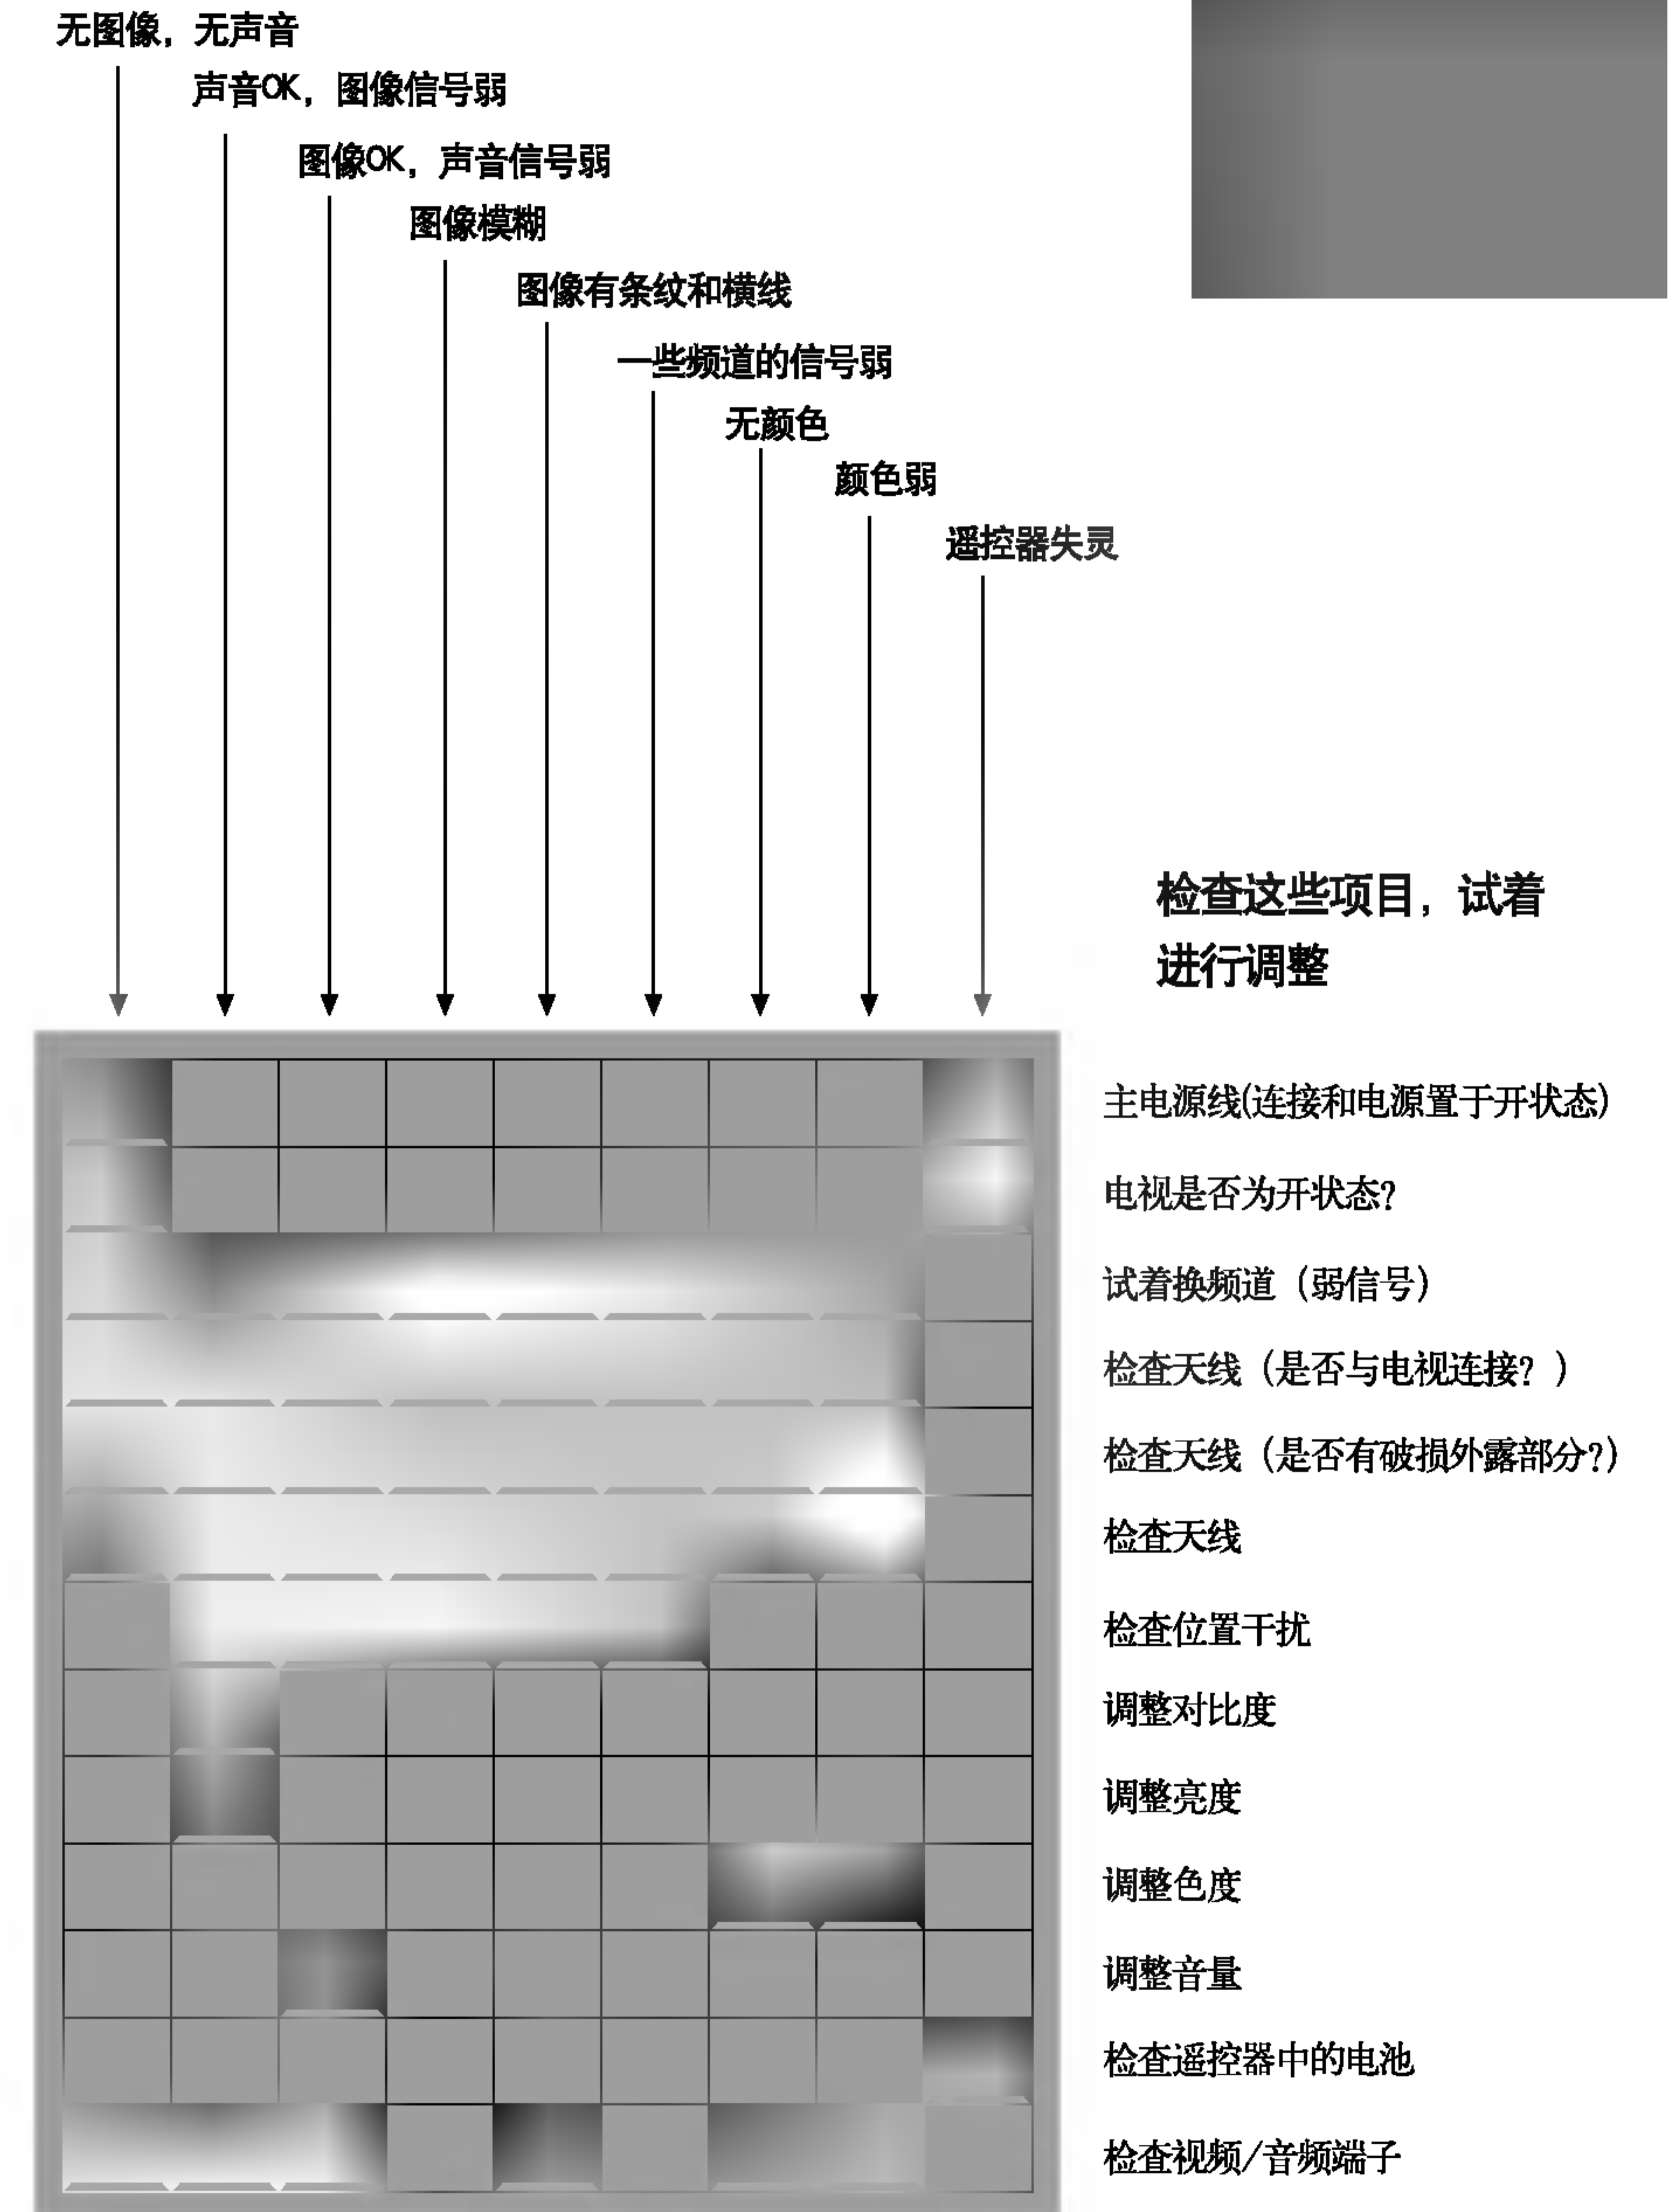 无图像，无声音
声音OK，图像信号弱
图像OK，声音信号弱
图像模糊
图像有条纹和横线
一些频道的信号弱
无颜色
颜色弱
遥控器失灵
检查这些项目，试着
进行调整
主电源线(连接和电源置于开状态)
电视是否为开状态?
试着换频道（弱信号）
检查天线（是否与电视连接？）
检查天线（是否有破损外露部分?）
检查天线
检查位置干扰
调整对比度
调整亮度
调整色度
调整音量
检查遥控器中的电池
检查视频/音频端子